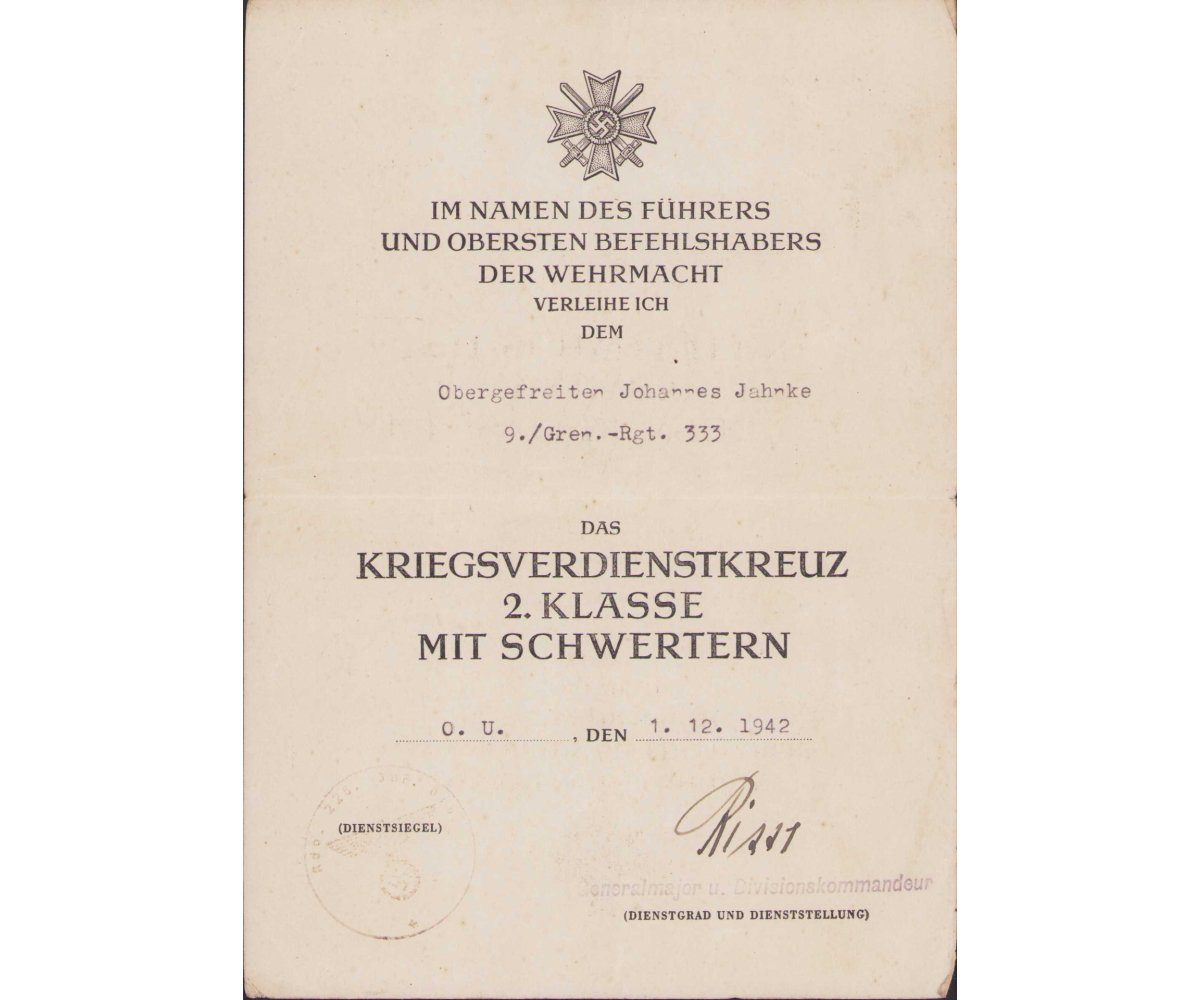 IM NAMEN DES FÜHRERS
UND OBERSTEN BEFEHLSHABERS
DER WEHRMACHT
VERLEIHE ICH
DEM
Obergefreiten Johannes Jahnke
9./Gren.-Rgt. 333
DAS
KRIEGSVERDIENSTKREUZ
2. KLASSE
MIT SCHWERTERN
O. U. , DEN 1. 12. 1942
(DIENSTSIEGEL)
Generalmajor u. Divisionskommandeur
(DIENSTGRAD UND DIENSTSTELLUNG)